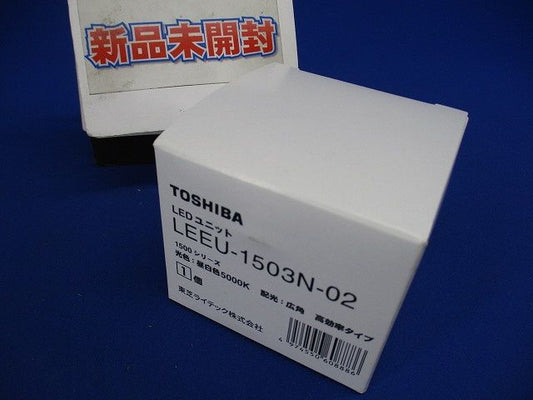 新品未開封
TOSHIBA
LEDユニット
LEEU-1503N-02
1500シリーズ
光色：昼白色5000K 配光：広角 高効率タイプ
1個
東芝ライテック株式会社
4 974550 606886